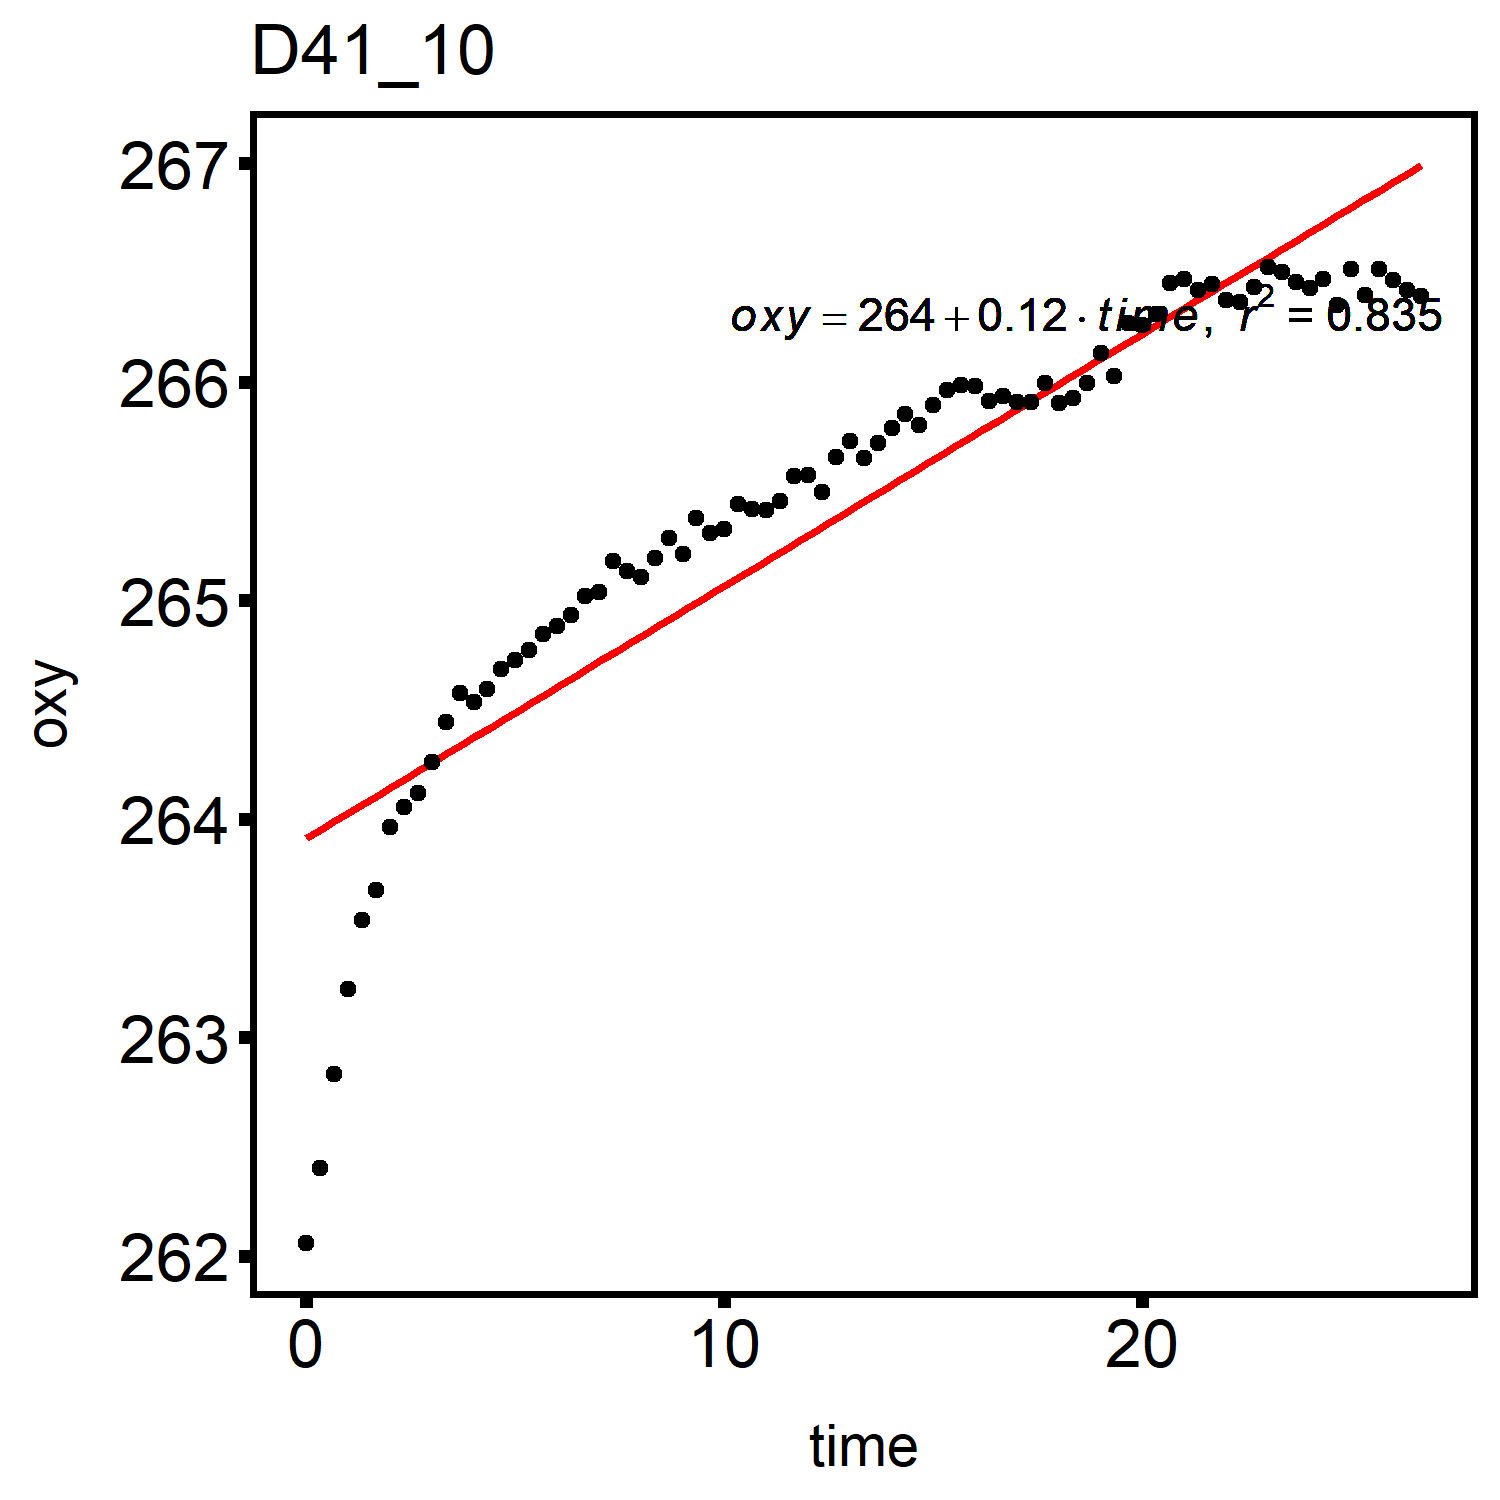 D41_10
267
oxy = 264 + 0.12 · time, r² = 0.835
266
265
oxy
264
263
262
0 10 20
time